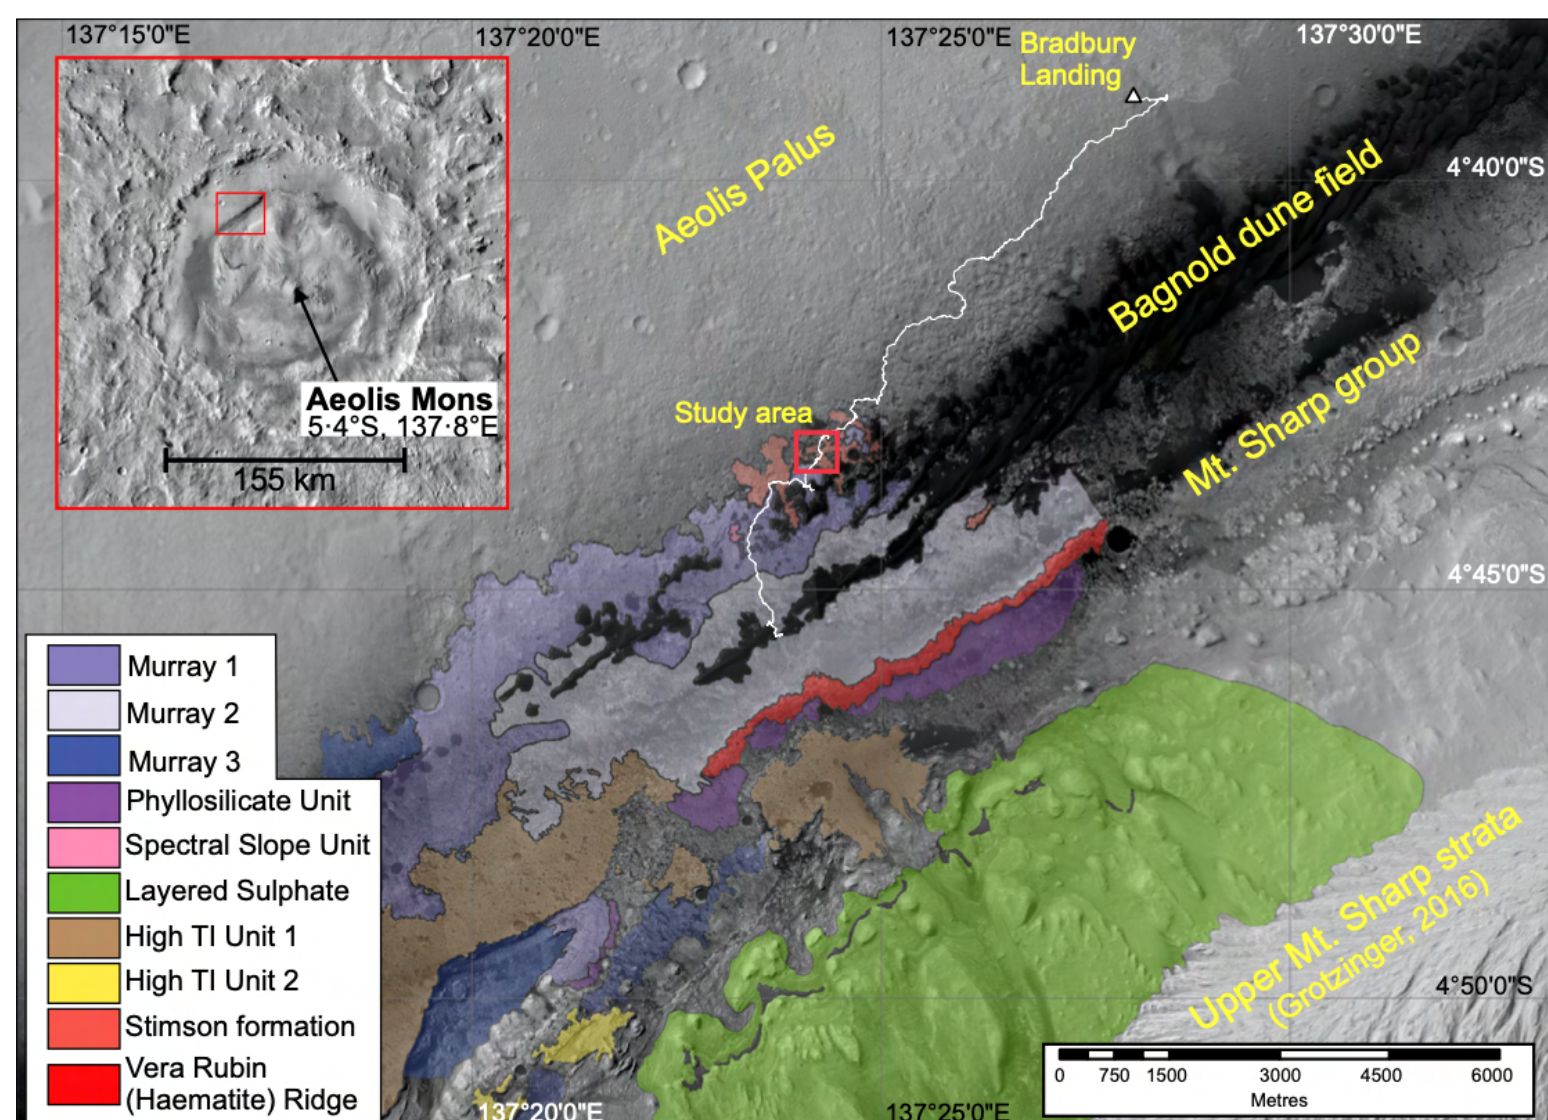 137°15'0"E
137°20'0"E
137°25'0"E
137°30'0"E
Bradbury
Landing
Aeolis Palus
4°40'0"S
Bagnold dune field
Aeolis Mons
5·4°S, 137·8°E
155 km
Study area
Mt. Sharp group
4°45'0"S
Murray 1
Murray 2
Murray 3
Phyllosilicate Unit
Spectral Slope Unit
Layered Sulphate
High TI Unit 1
High TI Unit 2
Stimson formation
Vera Rubin
(Haematite) Ridge
Upper Mt. Sharp strata
(Grotzinger, 2016)
4°50'0"S
0 750 1500 3000 4500 6000
Metres
137°20'0"E
137°25'0"E